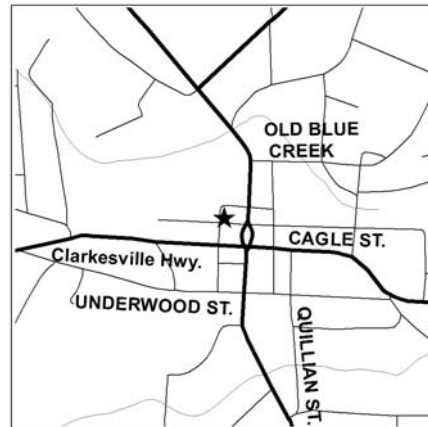 OLD BLUE
CREEK
CAGLE ST.
Clarkesville Hwy.
UNDERWOOD ST.
QUILLIAN ST.